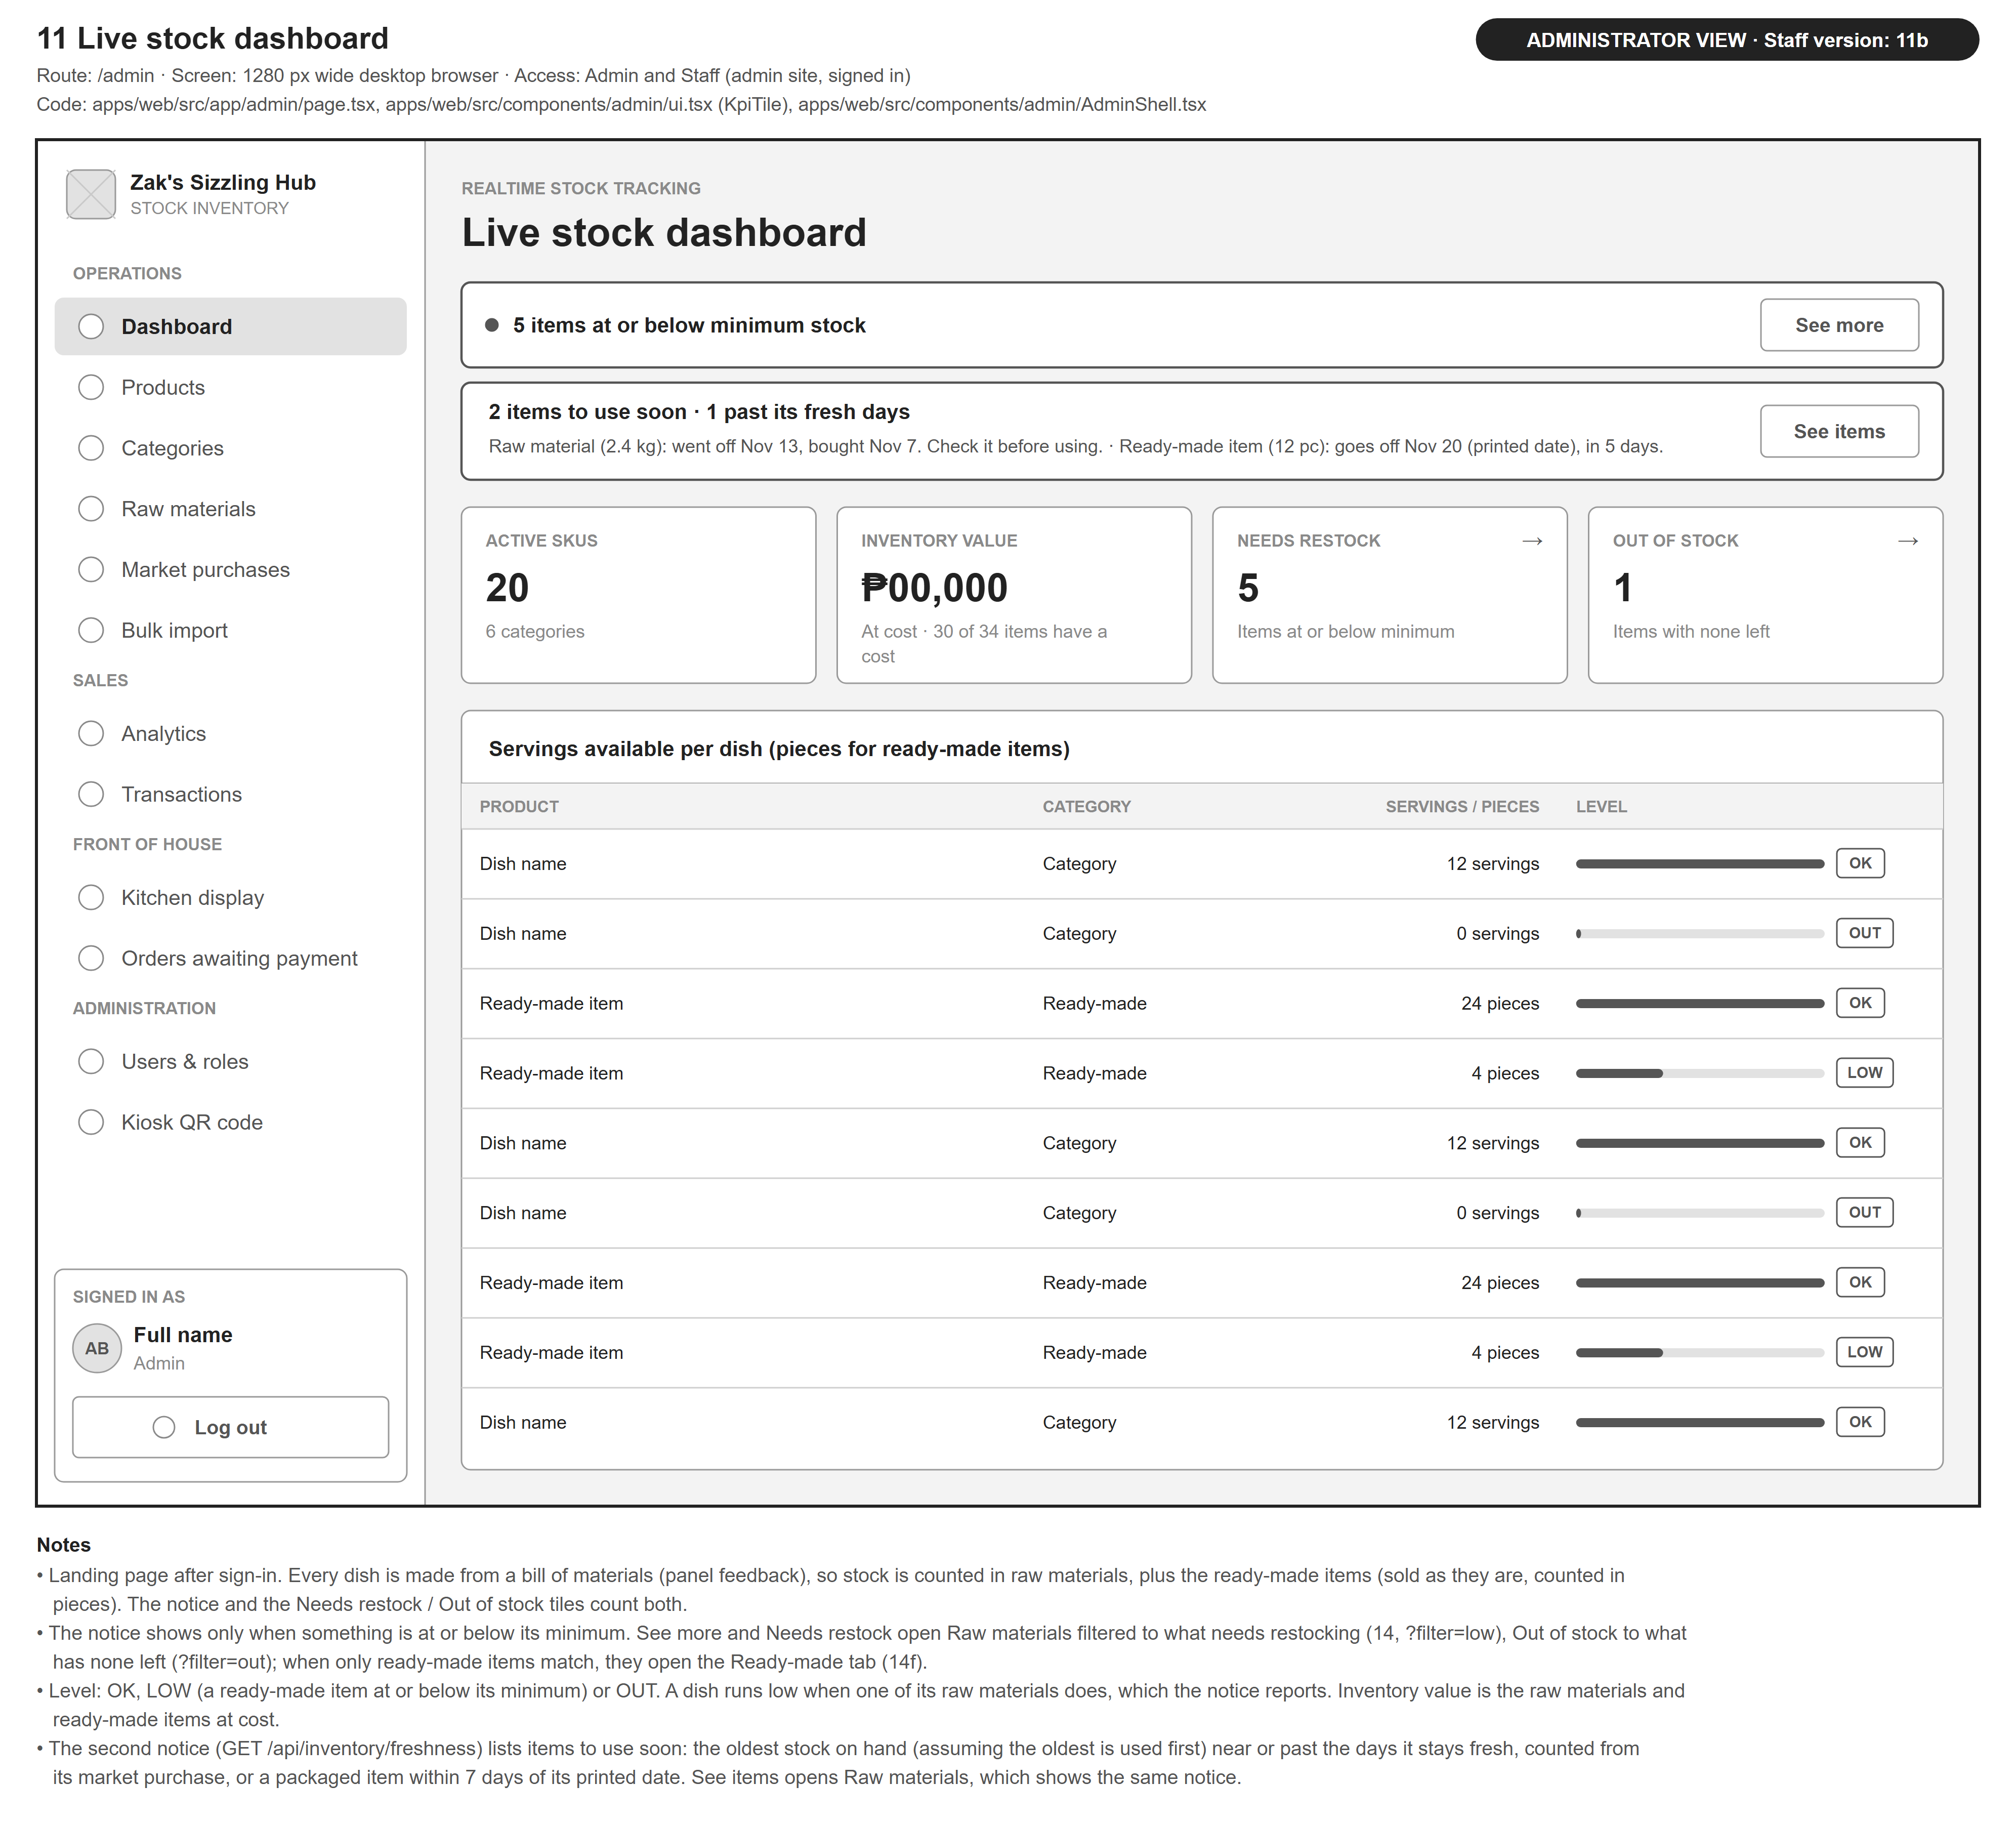 11 Live stock dashboard
ADMINISTRATOR VIEW · Staff version: 11b
Route: /admin · Screen: 1280 px wide desktop browser · Access: Admin and Staff (admin site, signed in)
Code: apps/web/src/app/admin/page.tsx, apps/web/src/components/admin/ui.tsx (KpiTile), apps/web/src/components/admin/AdminShell.tsx
Zak's Sizzling Hub
STOCK INVENTORY
OPERATIONS
Dashboard
Products
Categories
Raw materials
Market purchases
Bulk import
SALES
Analytics
Transactions
FRONT OF HOUSE
Kitchen display
Orders awaiting payment
ADMINISTRATION
Users & roles
Kiosk QR code
SIGNED IN AS
AB
Full name
Admin
Log out
REALTIME STOCK TRACKING
Live stock dashboard
5 items at or below minimum stock
See more
2 items to use soon · 1 past its fresh days
Raw material (2.4 kg): went off Nov 13, bought Nov 7. Check it before using. · Ready-made item (12 pc): goes off Nov 20 (printed date), in 5 days.
See items
ACTIVE SKUS
20
6 categories
INVENTORY VALUE
₱00,000
At cost · 30 of 34 items have a
cost
NEEDS RESTOCK →
5
Items at or below minimum
OUT OF STOCK →
1
Items with none left
Servings available per dish (pieces for ready-made items)
PRODUCT CATEGORY SERVINGS / PIECES LEVEL
Dish name Category 12 servings OK
Dish name Category 0 servings OUT
Ready-made item Ready-made 24 pieces OK
Ready-made item Ready-made 4 pieces LOW
Dish name Category 12 servings OK
Dish name Category 0 servings OUT
Ready-made item Ready-made 24 pieces OK
Ready-made item Ready-made 4 pieces LOW
Dish name Category 12 servings OK
Notes
• Landing page after sign-in. Every dish is made from a bill of materials (panel feedback), so stock is counted in raw materials, plus the ready-made items (sold as they are, counted in
pieces). The notice and the Needs restock / Out of stock tiles count both.
• The notice shows only when something is at or below its minimum. See more and Needs restock open Raw materials filtered to what needs restocking (14, ?filter=low), Out of stock to what
has none left (?filter=out); when only ready-made items match, they open the Ready-made tab (14f).
• Level: OK, LOW (a ready-made item at or below its minimum) or OUT. A dish runs low when one of its raw materials does, which the notice reports. Inventory value is the raw materials and
ready-made items at cost.
• The second notice (GET /api/inventory/freshness) lists items to use soon: the oldest stock on hand (assuming the oldest is used first) near or past the days it stays fresh, counted from
its market purchase, or a packaged item within 7 days of its printed date. See items opens Raw materials, which shows the same notice.